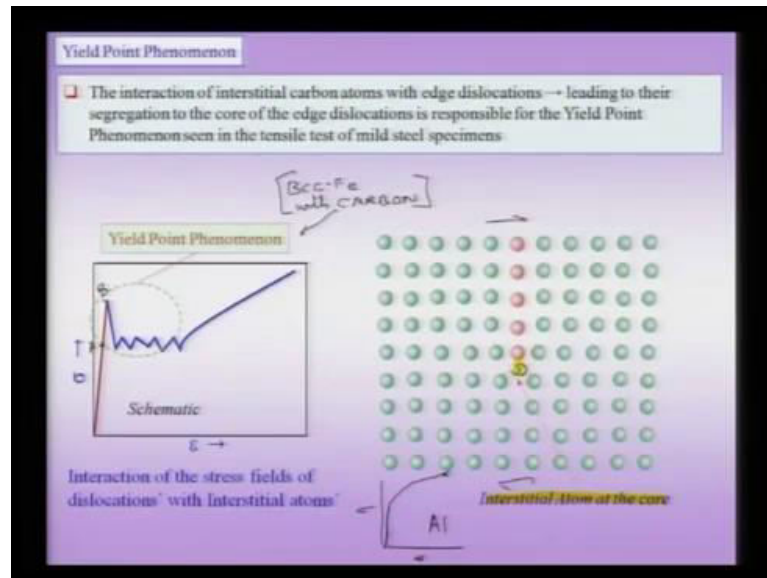 Yield Point Phenomenon
The interaction of interstitial carbon atoms with edge dislocations → leading to their
segregation to the core of the edge dislocations is responsible for the Yield Point
Phenomenon seen in the tensile test of mild steel specimens
[BCC-Fe
with CARBON]
Yield Point Phenomenon
B
σ →
Schematic
ε →
Interaction of the stress fields of
dislocations' with Interstitial atoms'
Al
Interstitial Atom at the core